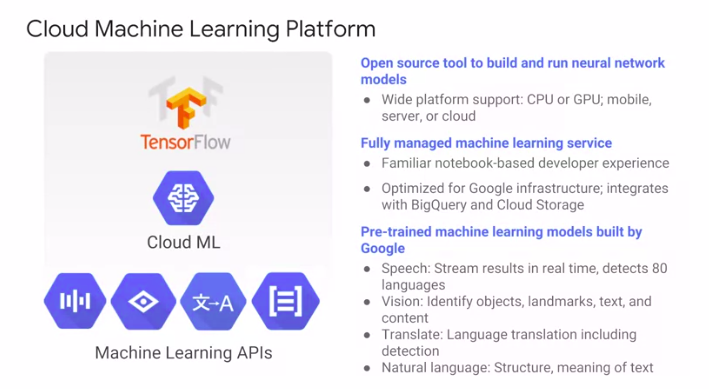 Cloud Machine Learning Platform
TensorFlow
Cloud ML
文→A
Machine Learning APIs
Open source tool to build and run neural network
models
● Wide platform support: CPU or GPU; mobile,
server, or cloud
Fully managed machine learning service
● Familiar notebook-based developer experience
● Optimized for Google infrastructure; integrates
with BigQuery and Cloud Storage
Pre-trained machine learning models built by
Google
● Speech: Stream results in real time, detects 80
languages
● Vision: Identify objects, landmarks, text, and
content
● Translate: Language translation including
detection
● Natural language: Structure, meaning of text